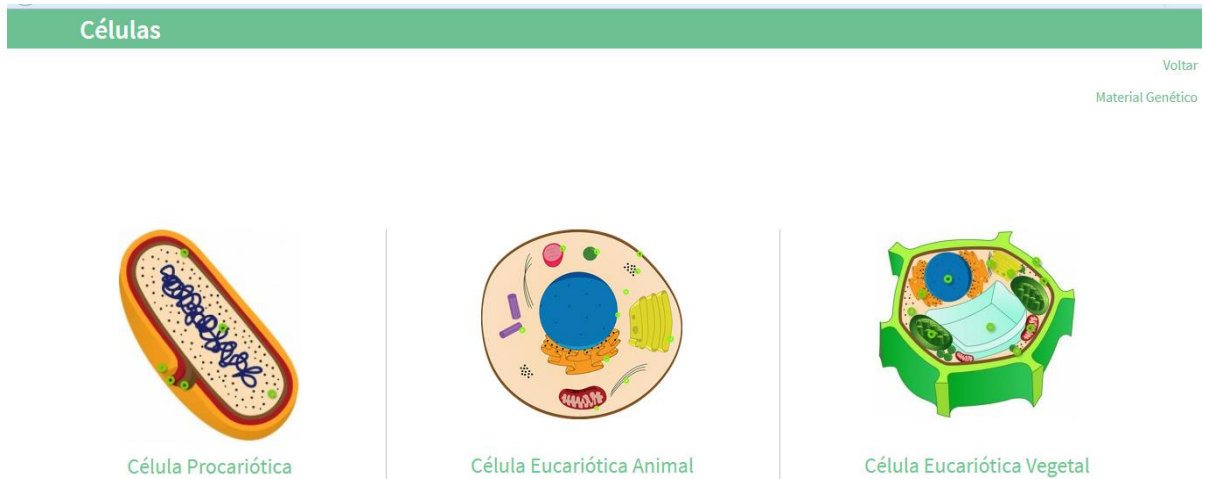 Células
Voltar
Material Genético
Célula Procariótica
Célula Eucariótica Animal
Célula Eucariótica Vegetal